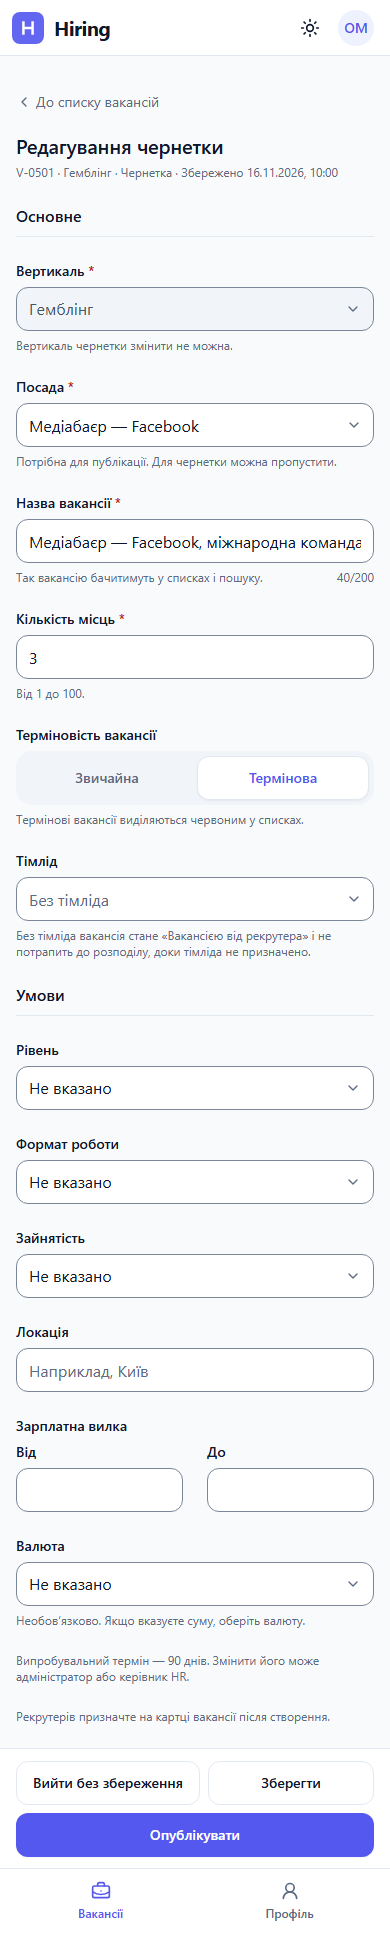 H Hiring
ОМ
До списку вакансій
Редагування чернетки
V-0501 · Гемблінг · Чернетка · Збережено 16.11.2026, 10:00
Основне
Вертикаль *
Гемблінг
Вертикаль чернетки змінити не можна.
Посада *
Медіабаєр — Facebook
Потрібна для публікації. Для чернетки можна пропустити.
Назва вакансії *
Медіабаєр — Facebook, міжнародна команда
Так вакансію бачитимуть у списках і пошуку. 40/200
Кількість місць *
3
Від 1 до 100.
Терміновість вакансії
Звичайна Термінова
Термінові вакансії виділяються червоним у списках.
Тімлід
Без тімліда
Без тімліда вакансія стане «Вакансією від рекрутера» і не
потрапить до розподілу, доки тімліда не призначено.
Умови
Рівень
Не вказано
Формат роботи
Не вказано
Зайнятість
Не вказано
Локація
Наприклад, Київ
Зарплатна вилка
Від До
Валюта
Не вказано
Необов'язково. Якщо вказуєте суму, оберіть валюту.
Випробувальний термін — 90 днів. Змінити його може
адміністратор або керівник HR.
Рекрутерів призначте на картці вакансії після створення.
Вийти без збереження Зберегти
Опублікувати
Вакансії Профіль